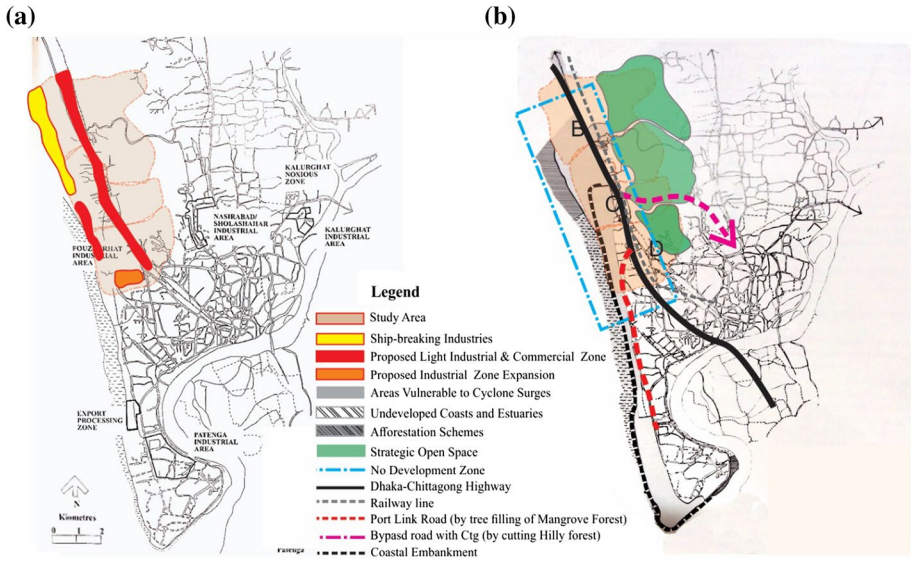 (a)
(b)
KALURGHAT
NOXIOUS
ZONE
NASIRABAD/
SHOLASHAHAR
INDUSTRIAL
AREA
KALURGHAT
INDUSTRIAL
AREA
INDUSTRIAL
AREA
EXPORT
PROCESSING
ZONE
PATENGA
INDUSTRIAL
AREA
N
Kilometres
0 1 2
B
C
D
Legend
Study Area
Ship-breaking Industries
Proposed Light Industrial & Commercial Zone
Proposed Industrial Zone Expansion
Areas Vulnerable to Cyclone Surges
Undeveloped Coasts and Estuaries
Afforestation Schemes
Strategic Open Space
No Development Zone
Dhaka-Chittagong Highway
Railway line
Port Link Road (by tree filling of Mangrove Forest)
Bypasd road with Ctg (by cutting Hilly forest)
Coastal Embankment